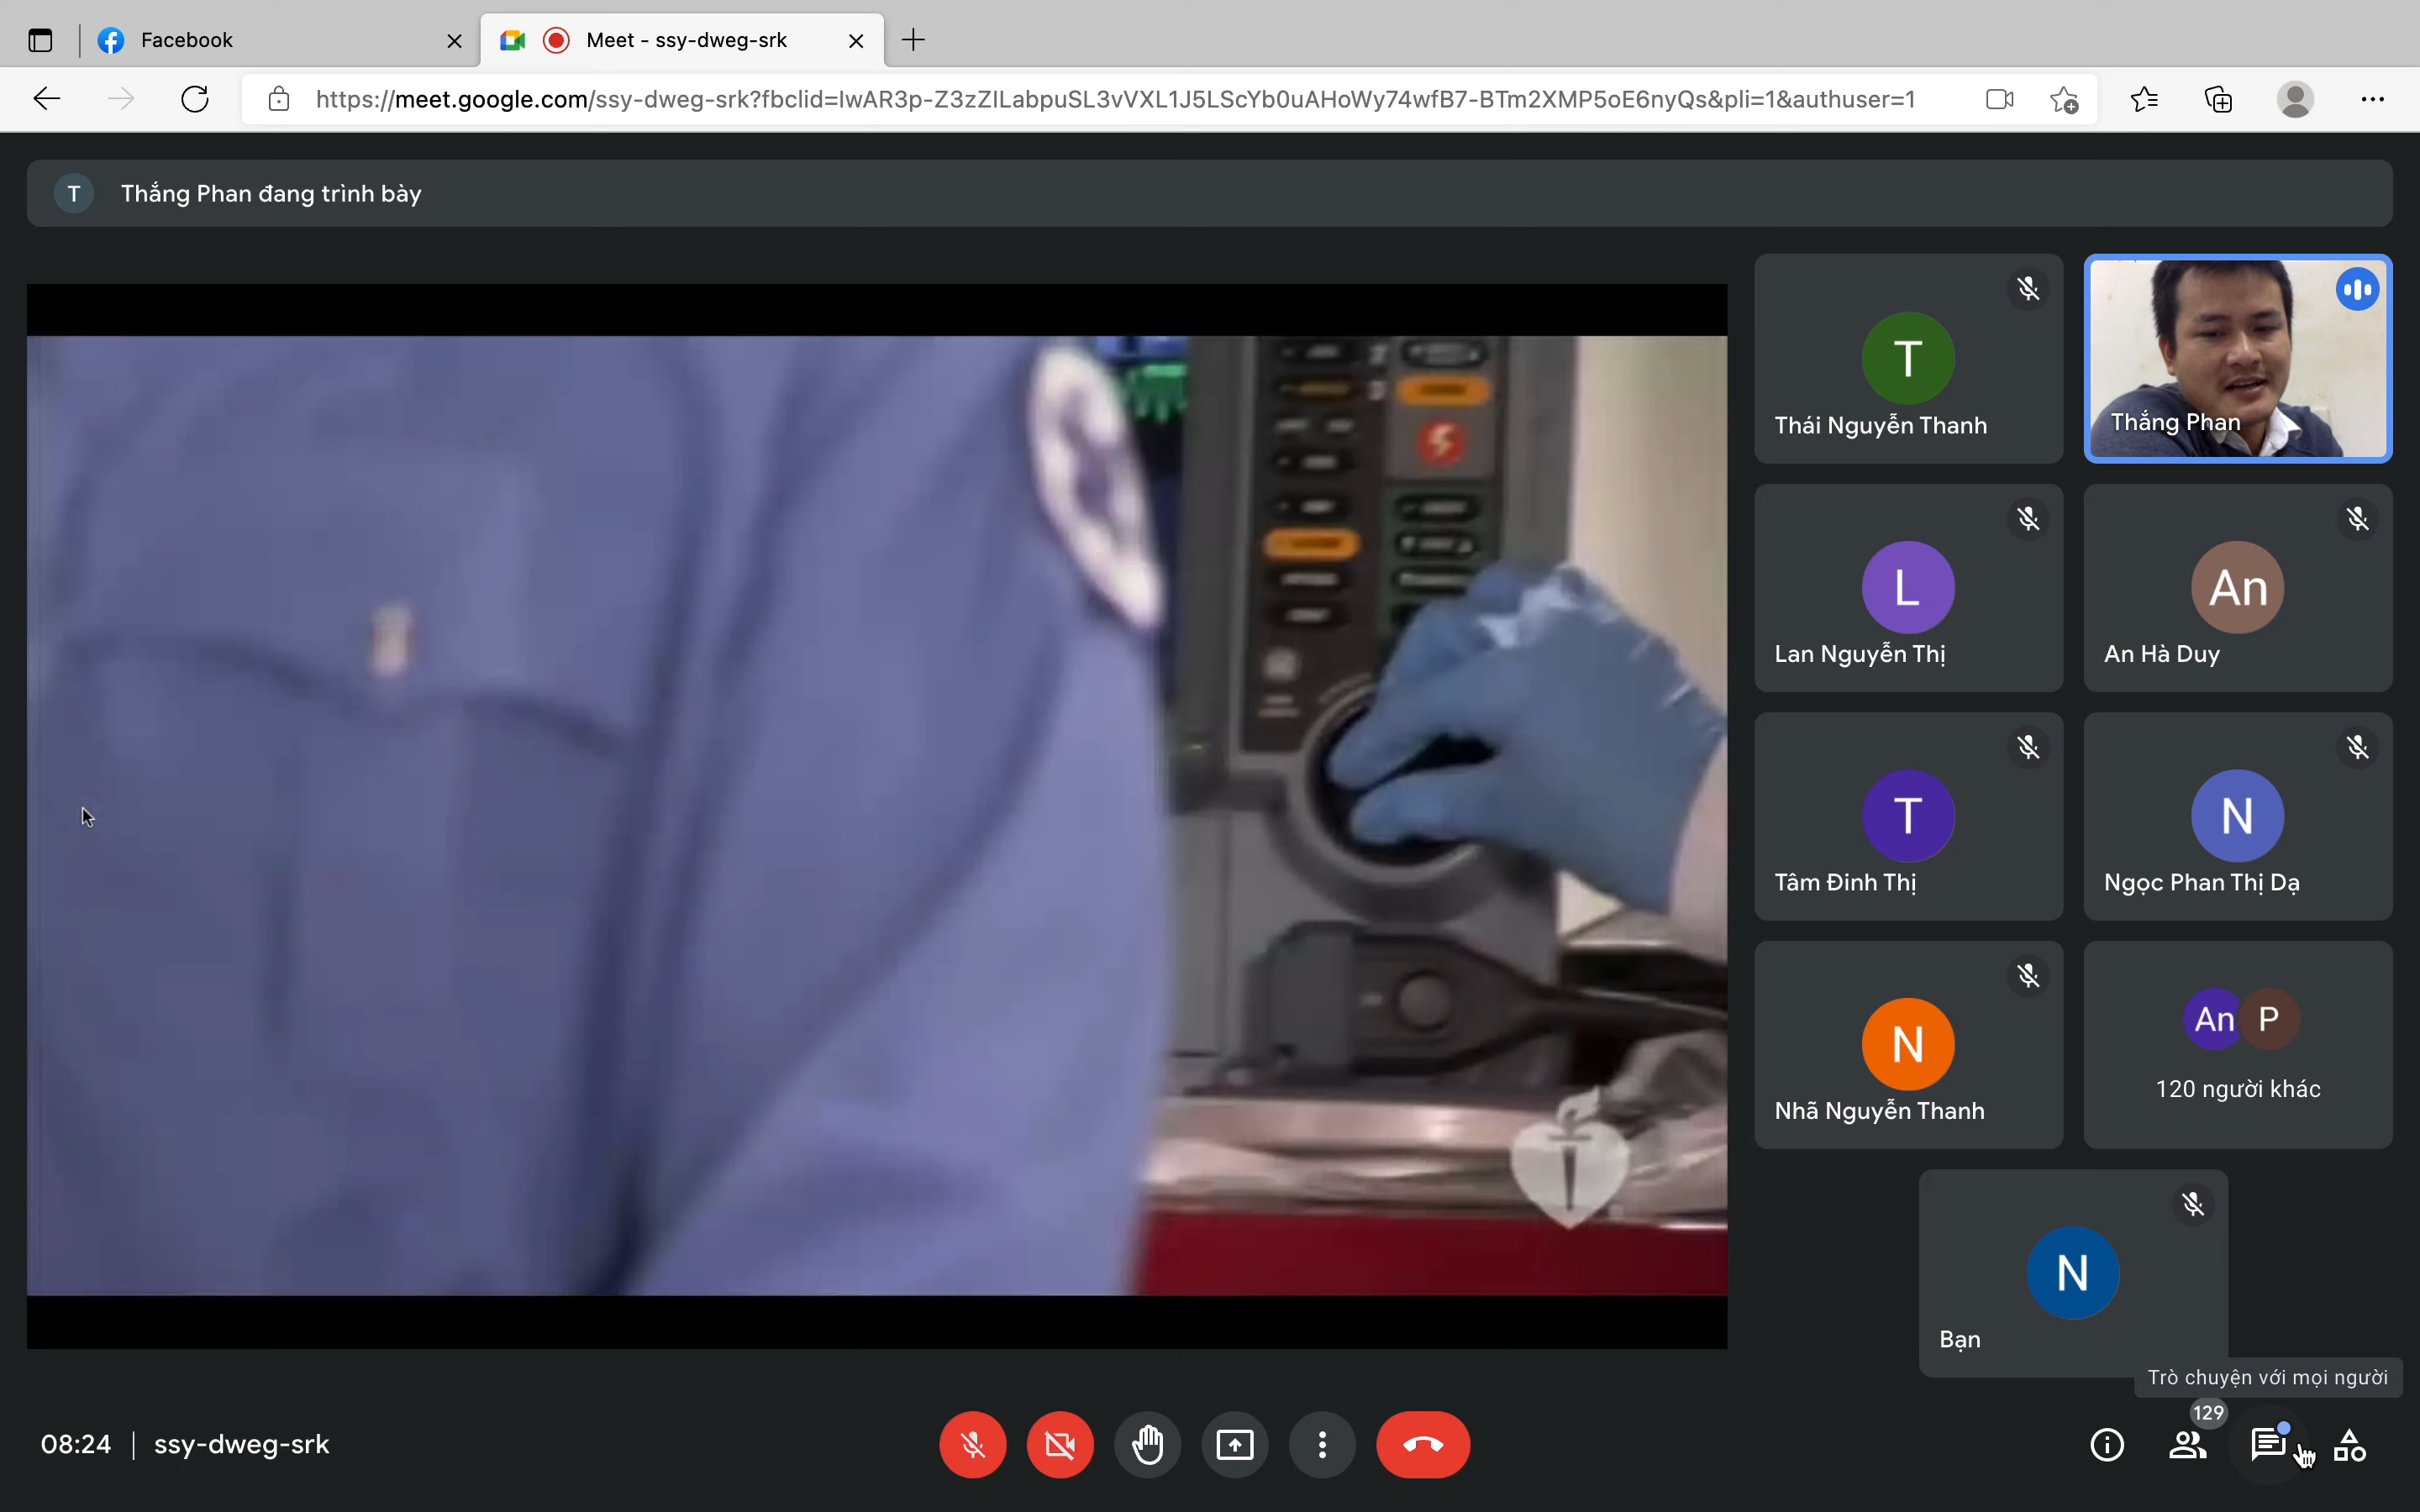 Facebook
Meet - ssy-dweg-srk
https://meet.google.com/ssy-dweg-srk?fbclid=IwAR3p-Z3zZILabpuSL3vVXL1J5LScYb0uAHoWy74wfB7-BTm2XMP5oE6nyQs&pli=1&authuser=1
T
Thắng Phan đang trình bày
T
Thái Nguyễn Thanh
Thắng Phan
L
Lan Nguyễn Thị
An
An Hà Duy
T
Tâm Đinh Thị
N
Ngọc Phan Thị Dạ
N
Nhã Nguyễn Thanh
An P
120 người khác
N
Bạn
Trò chuyện với mọi người
129
08:24
ssy-dweg-srk